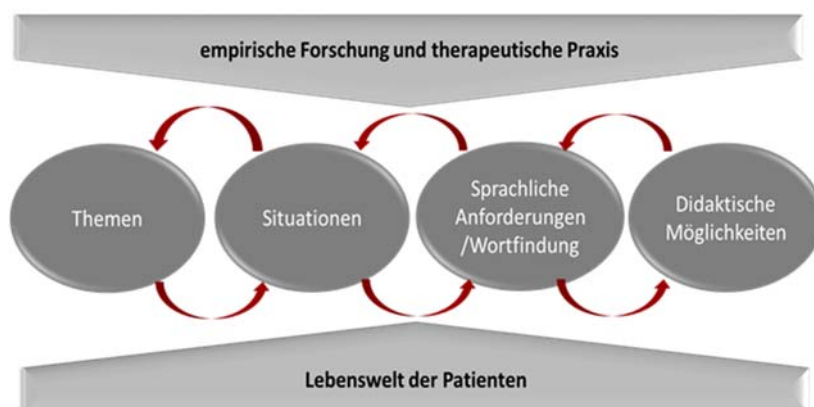 empirische Forschung und therapeutische Praxis
Themen
Situationen
Sprachliche
Anforderungen
/Wortfindung
Didaktische
Möglichkeiten
Lebenswelt der Patienten